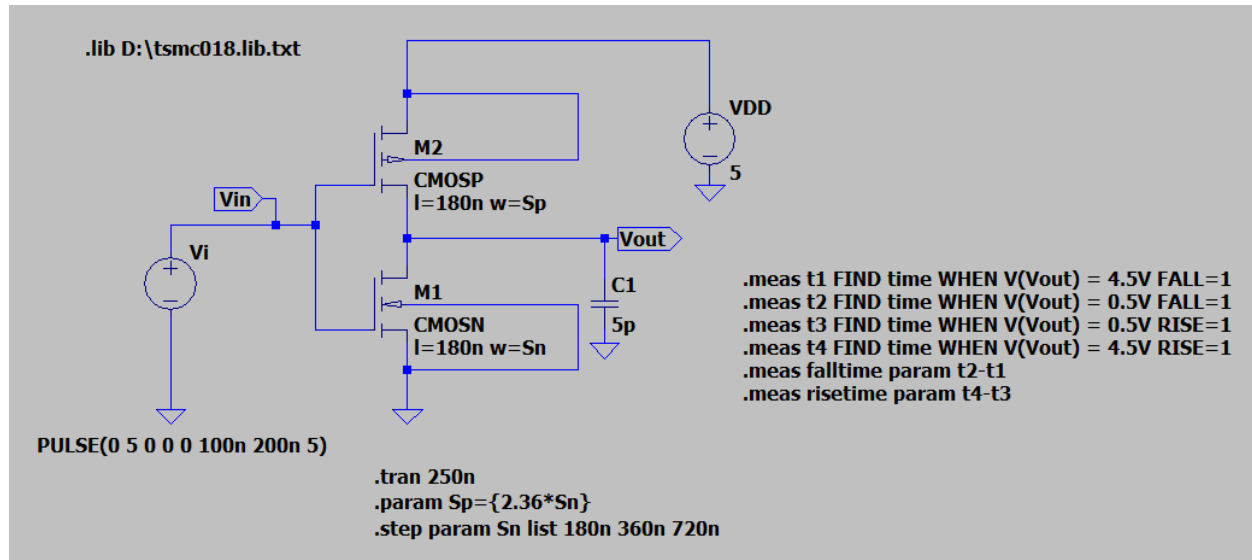 .lib D:\tsmc018.lib.txt
VDD
5
M2
CMOSP
l=180n w=Sp
Vin
Vi
Vout
C1
5p
M1
CMOSN
l=180n w=Sn
.meas t1 FIND time WHEN V(Vout) = 4.5V FALL=1
.meas t2 FIND time WHEN V(Vout) = 0.5V FALL=1
.meas t3 FIND time WHEN V(Vout) = 0.5V RISE=1
.meas t4 FIND time WHEN V(Vout) = 4.5V RISE=1
.meas falltime param t2-t1
.meas risetime param t4-t3
PULSE(0 5 0 0 0 100n 200n 5)
.tran 250n
.param Sp={2.36*Sn}
.step param Sn list 180n 360n 720n